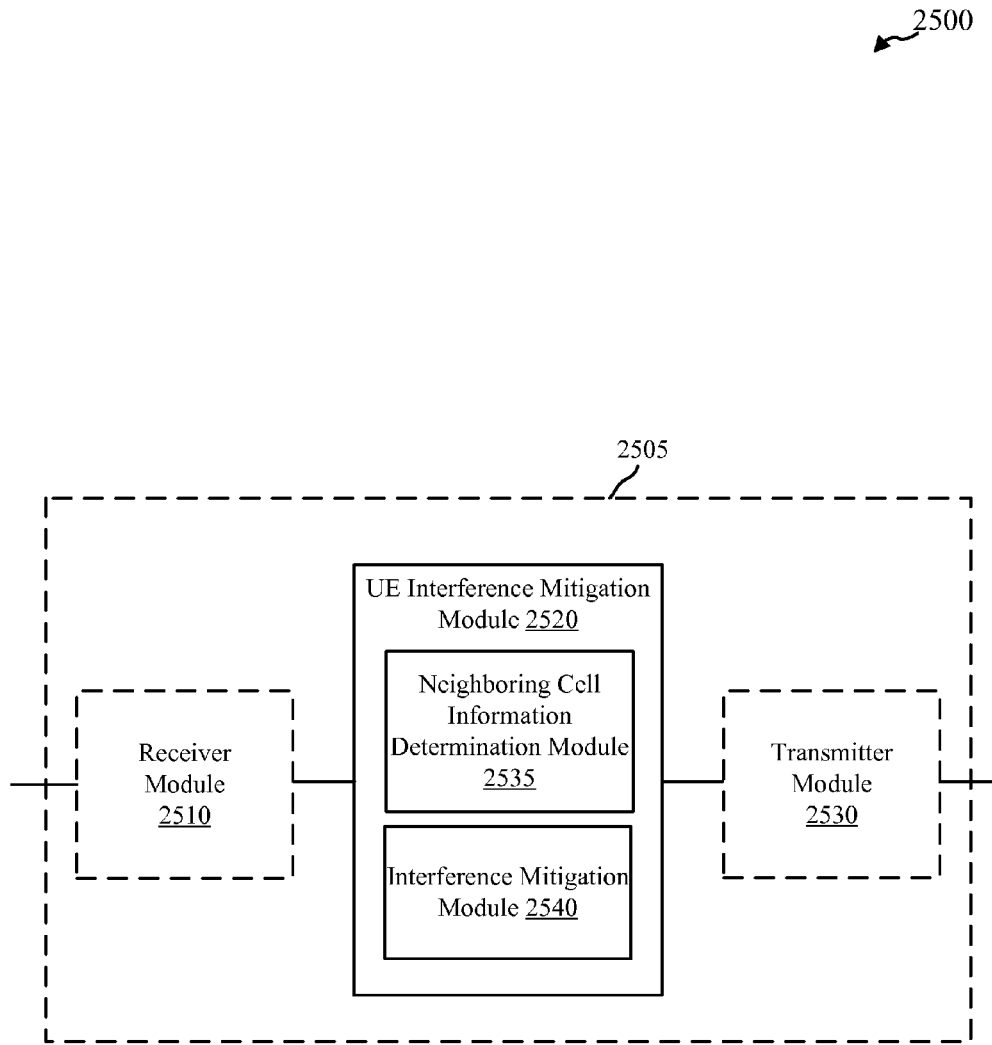 2500
2505
UE Interference Mitigation
Module 2520
Neighboring Cell
Information
Determination Module
2535
Receiver
Module
2510
Transmitter
Module
2530
Interference Mitigation
Module 2540